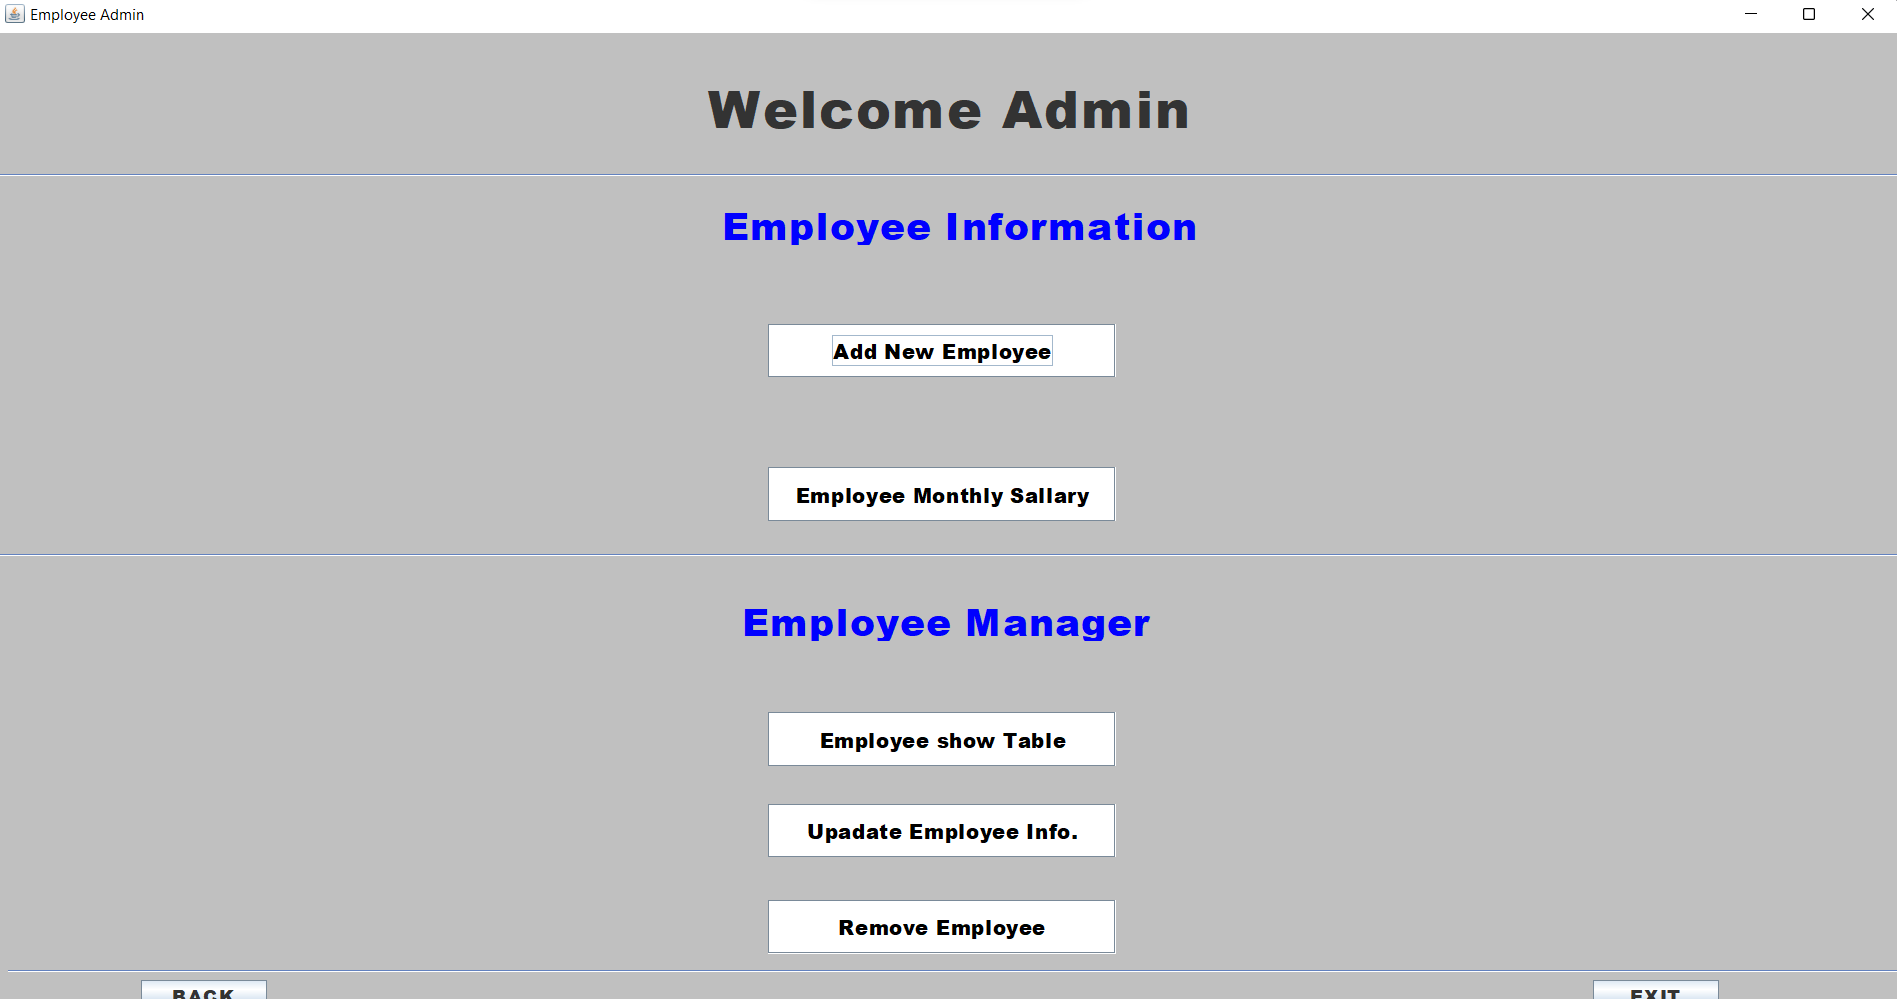 Employee Admin
Welcome Admin
Employee Information
Add New Employee
Employee Monthly Sallary
Employee Manager
Employee show Table
Upadate Employee Info.
Remove Employee
BACK
EXIT